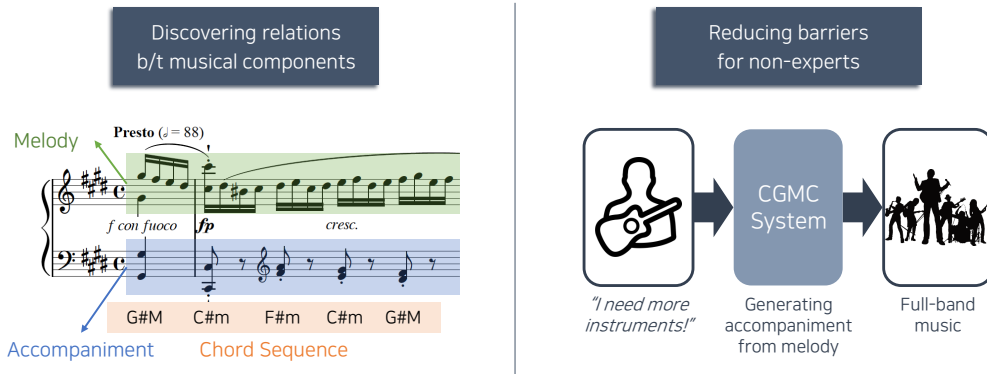 Discovering relations
b/t musical components
Melody
Presto (𝅗𝅥 = 88)
f con fuoco
fp
cresc.
G#M C#m F#m C#m G#M
Accompaniment
Chord Sequence
Reducing barriers
for non-experts
CGMC
System
"I need more
instruments!"
Generating
accompaniment
from melody
Full-band
music